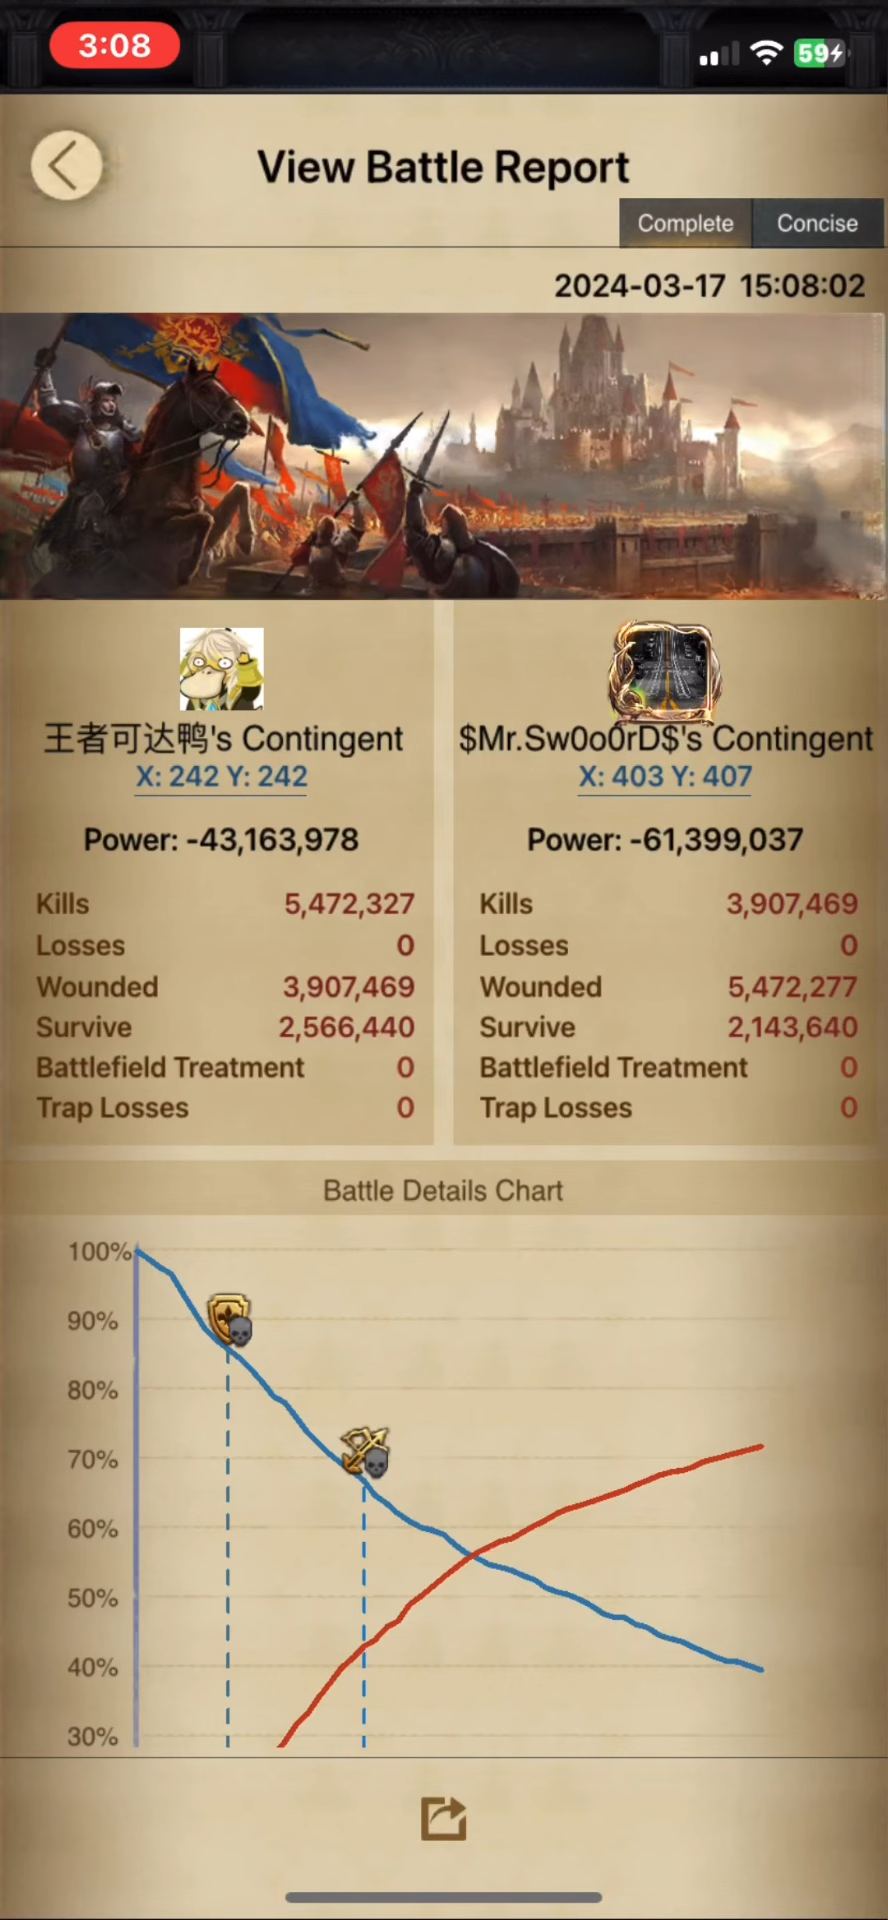 3:08
59
View Battle Report
Complete Concise
2024-03-17 15:08:02
王者可达鸭's Contingent
X: 242 Y: 242
Power: -43,163,978
Kills 5,472,327
Losses 0
Wounded 3,907,469
Survive 2,566,440
Battlefield Treatment 0
Trap Losses 0
$Mr.Sw0o0rD$'s Contingent
X: 403 Y: 407
Power: -61,399,037
Kills 3,907,469
Losses 0
Wounded 5,472,277
Survive 2,143,640
Battlefield Treatment 0
Trap Losses 0
Battle Details Chart
100%
90%
80%
70%
60%
50%
40%
30%